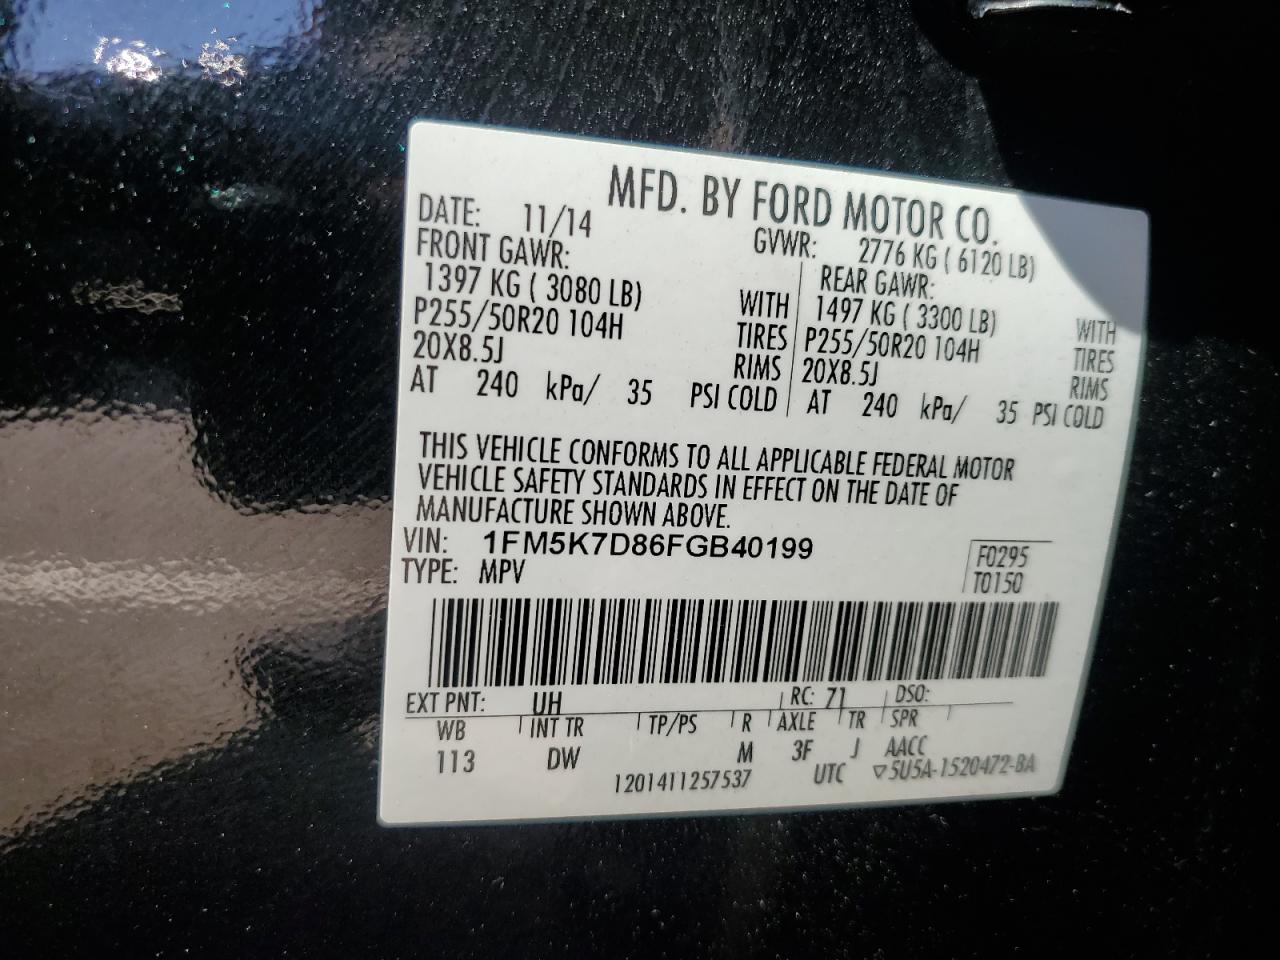 MFD. BY FORD MOTOR CO.
DATE: 11/14 GVWR: 2776 KG ( 6120 LB)
FRONT GAWR: REAR GAWR:
1397 KG ( 3080 LB) WITH 1497 KG ( 3300 LB) WITH
P255/50R20 104H TIRES P255/50R20 104H TIRES
20X8.5J RIMS 20X8.5J RIMS
AT 240 kPa/ 35 PSI COLD AT 240 kPa/ 35 PSI COLD
THIS VEHICLE CONFORMS TO ALL APPLICABLE FEDERAL MOTOR
VEHICLE SAFETY STANDARDS IN EFFECT ON THE DATE OF
MANUFACTURE SHOWN ABOVE.
VIN: 1FM5K7D86FGB40199 F0295
TYPE: MPV T0150
EXT PNT: UH RC: 71 DSO:
WB INT TR TP/PS R AXLE TR SPR
113 DW M 3F J AACC
1201411257537 UTC ▽5U5A-1520472-BA